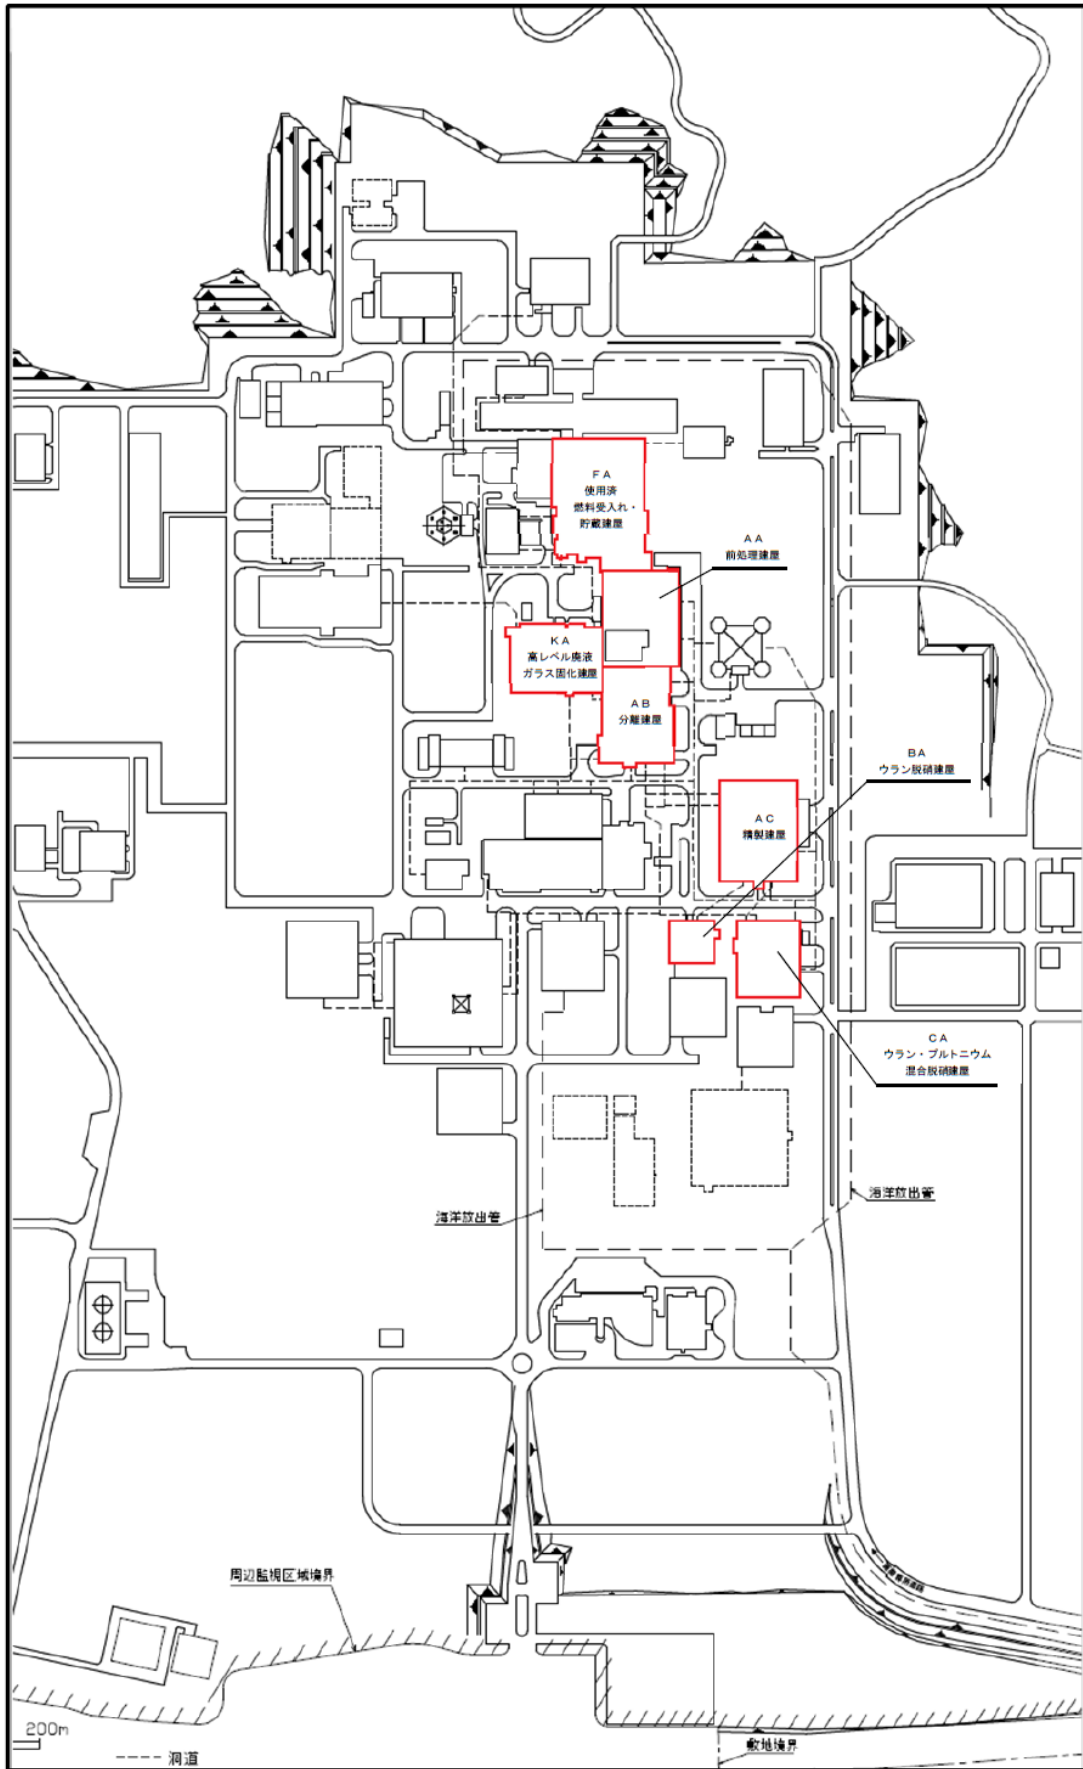 FA
使用済
燃料受入れ・
貯蔵建屋
AA
前処理建屋
KA
高レベル廃液
ガラス固化建屋
AB
分離建屋
BA
ウラン脱硝建屋
AC
精製建屋
CA
ウラン・プルトニウム
混合脱硝建屋
海洋放出管
海洋放出管
周辺監視区域境界
200m
洞道
敷地境界